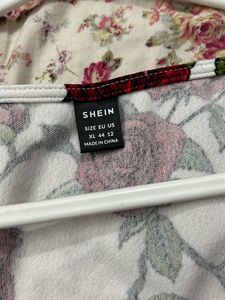 SHEIN
SIZE EU US
XL 44 12
MADE IN CHINA